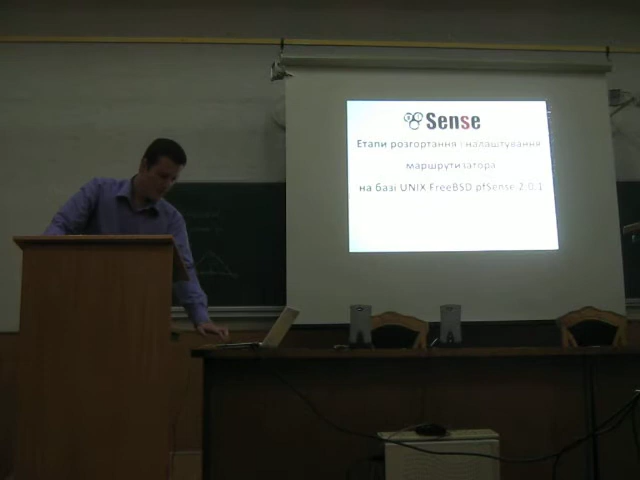 Sense
Етапи розгортання і налаштування
маршрутизатора
на базі UNIX FreeBSD pfSense 2.0.1